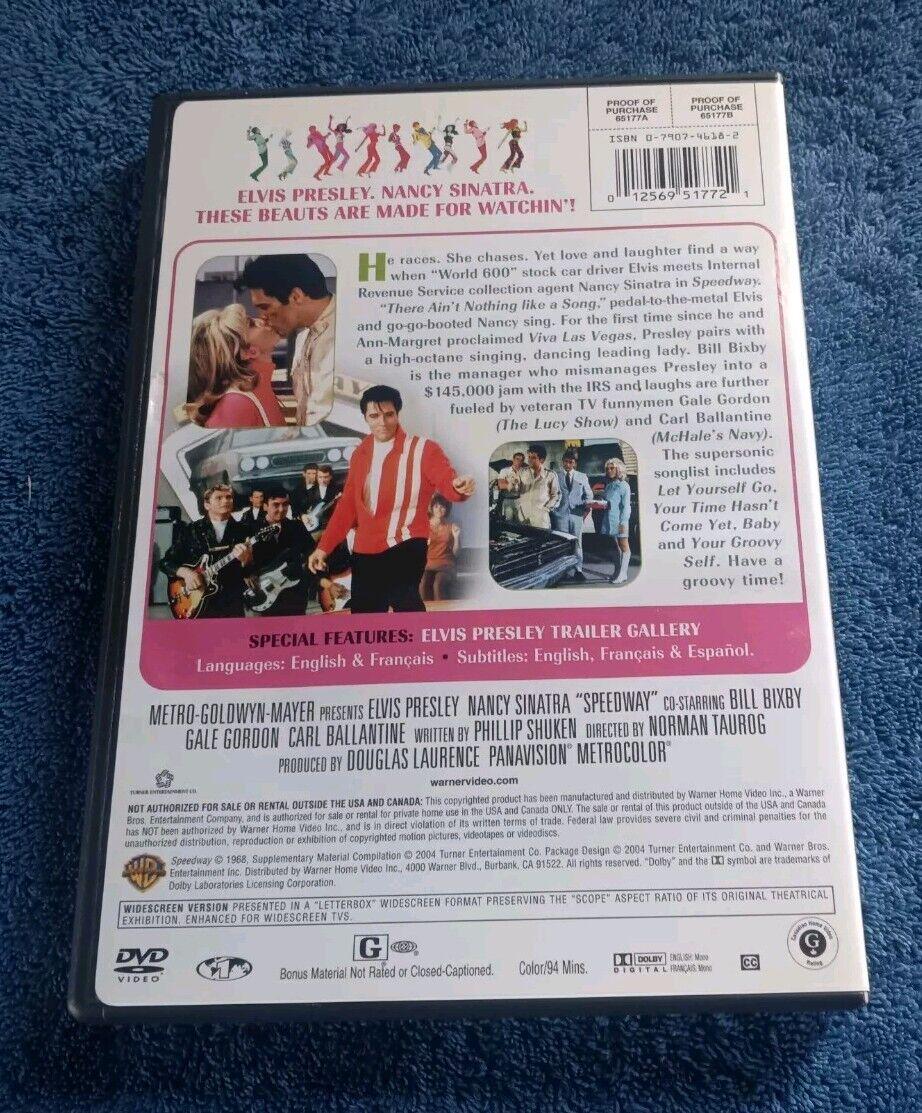 PROOF OF PURCHASE 65177A
PROOF OF PURCHASE 65177B
ISBN 0-7907-4618-2
0 12569 51772 1
ELVIS PRESLEY. NANCY SINATRA.
THESE BEAUTS ARE MADE FOR WATCHIN'!
He races. She chases. Yet love and laughter find a way
when "World 600" stock car driver Elvis meets Internal
Revenue Service collection agent Nancy Sinatra in Speedway.
"There Ain't Nothing like a Song," pedal-to-the-metal Elvis
and go-go-booted Nancy sing. For the first time since he and
Ann-Margret proclaimed Viva Las Vegas, Presley pairs with
a high-octane singing, dancing leading lady. Bill Bixby
is the manager who mismanages Presley into a
$145,000 jam with the IRS and laughs are further
fueled by veteran TV funnymen Gale Gordon
(The Lucy Show) and Carl Ballantine
(McHale's Navy).
The supersonic
songlist includes
Let Yourself Go,
Your Time Hasn't
Come Yet, Baby
and Your Groovy
Self. Have a
groovy time!
SPECIAL FEATURES: ELVIS PRESLEY TRAILER GALLERY
Languages: English & Français • Subtitles: English, Français & Español.
METRO-GOLDWYN-MAYER PRESENTS ELVIS PRESLEY NANCY SINATRA "SPEEDWAY" CO-STARRING BILL BIXBY
GALE GORDON CARL BALLANTINE WRITTEN BY PHILLIP SHUKEN DIRECTED BY NORMAN TAUROG
PRODUCED BY DOUGLAS LAURENCE PANAVISION® METROCOLOR®
warnervideo.com
TURNER ENTERTAINMENT CO.
NOT AUTHORIZED FOR SALE OR RENTAL OUTSIDE THE USA AND CANADA: This copyrighted product has been manufactured and distributed by Warner Home Video Inc., a Warner
Bros. Entertainment Company, and is authorized for sale or rental for private home use in the USA and Canada ONLY. The sale or rental of this product outside of the USA and Canada
has NOT been authorized by Warner Home Video Inc., and is in direct violation of its written terms of trade. Federal law provides severe civil and criminal penalties for the
unauthorized distribution, reproduction or exhibition of copyrighted motion pictures, videotapes or videodiscs.
WB
Speedway © 1968, Supplementary Material Compilation © 2004 Turner Entertainment Co. Package Design © 2004 Turner Entertainment Co. and Warner Bros.
Entertainment Inc. Distributed by Warner Home Video Inc., 4000 Warner Blvd., Burbank, CA 91522. All rights reserved. "Dolby" and the DD symbol are trademarks of
Dolby Laboratories Licensing Corporation.
WIDESCREEN VERSION PRESENTED IN A "LETTERBOX" WIDESCREEN FORMAT PRESERVING THE "SCOPE" ASPECT RATIO OF ITS ORIGINAL THEATRICAL
EXHIBITION. ENHANCED FOR WIDESCREEN TVS.
DVD
VIDEO
G
Bonus Material Not Rated or Closed-Captioned.
Color/94 Mins.
DOLBY
DIGITAL
ENGLISH: Mono
FRANÇAIS: Mono
CC
Canadian Home Video
G
Rating